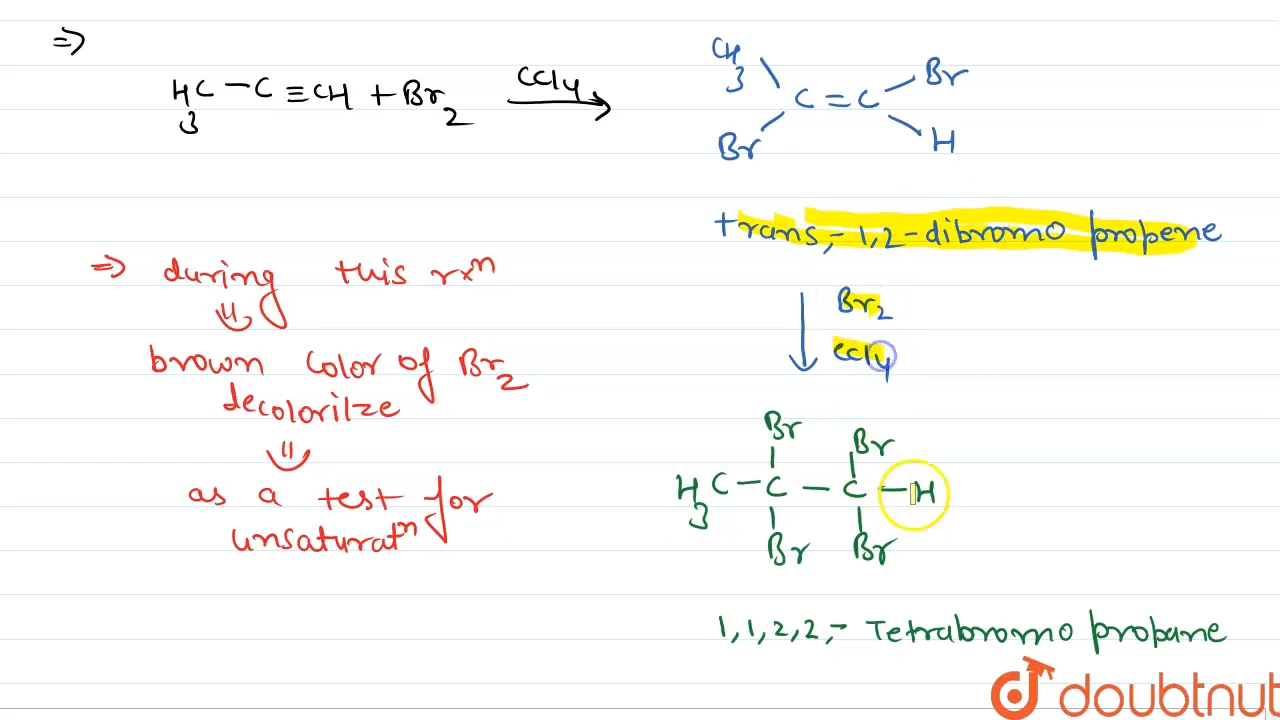 ⇒
H3C - C ≡ CH + Br2 CCl4 →
CH3 Br
C = C
Br H
trans,-1,2-dibromo propene
⇒ during this rxn
Br2
CCl4
brown color of Br2
decolorilze
as a test for
unsaturatn
Br Br
H3C - C - C - H
Br Br
1,1,2,2,- Tetrabromo propane
doubtnut